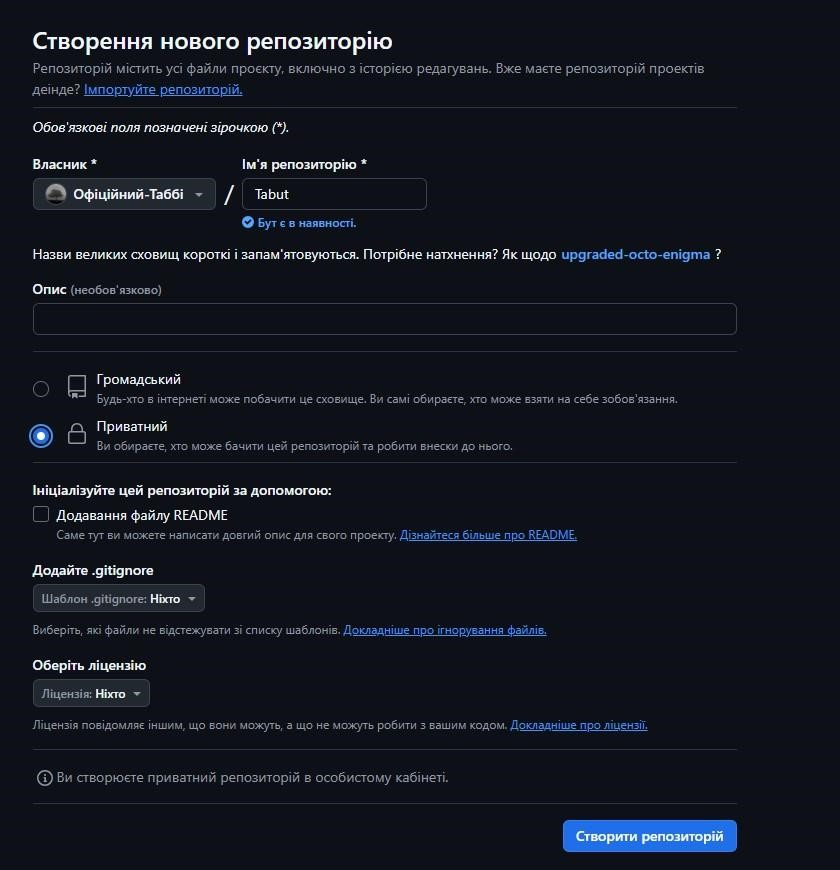 Створення нового репозиторію
Репозиторій містить усі файли проєкту, включно з історією редагувань. Вже маєте репозиторій проектів
деінде? Імпортуйте репозиторій.
Обов'язкові поля позначені зірочкою (*).
Власник *
Ім'я репозиторію *
Офіційний-Таббі / Tabut
Бут є в наявності.
Назви великих сховищ короткі і запам'ятовуються. Потрібне натхнення? Як щодо upgraded-octo-enigma ?
Опис (необов'язково)
Громадський
Будь-хто в інтернеті може побачити це сховище. Ви самі обираєте, хто може взяти на себе зобов'язання.
Приватний
Ви обираєте, хто може бачити цей репозиторій та робити внески до нього.
Ініціалізуйте цей репозиторій за допомогою:
Додавання файлу README
Саме тут ви можете написати довгий опис для свого проекту. Дізнайтеся більше про README.
Додайте .gitignore
Шаблон .gitignore: Ніхто
Виберіть, які файли не відстежувати зі списку шаблонів. Докладніше про ігнорування файлів.
Оберіть ліцензію
Ліцензія: Ніхто
Ліцензія повідомляє іншим, що вони можуть, а що не можуть робити з вашим кодом. Докладніше про ліцензії.
Ви створюєте приватний репозиторій в особистому кабінеті.
Створити репозиторій